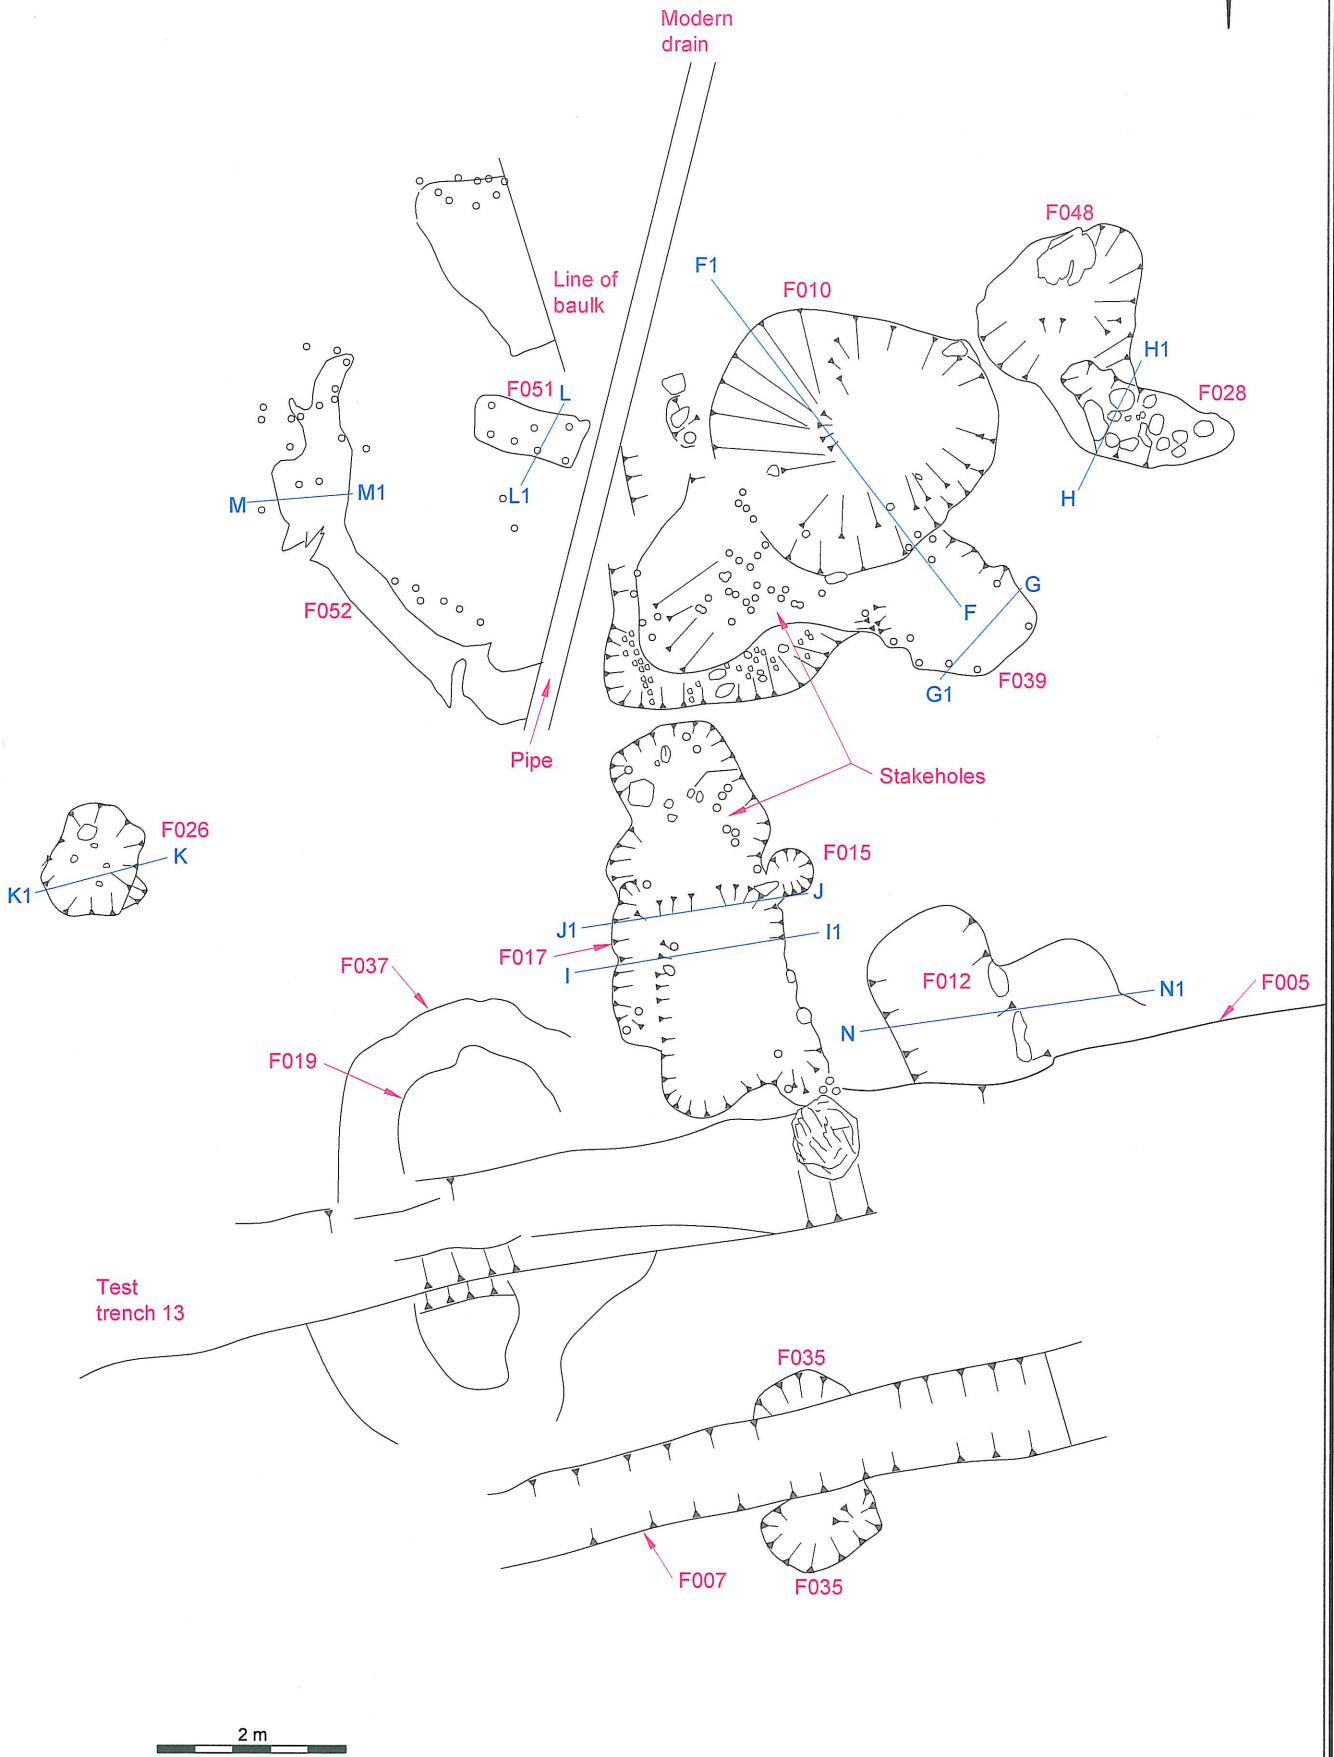 Modern
drain
F048
F1
Line of
baulk
F010
H1
F051
L
F028
M
M1
L1
H
F052
G
F
F039
G1
Pipe
Stakeholes
F026
K
K1
F015
J
J1
I1
F017
I
F037
F012
N1
F005
N
F019
Test
trench 13
F035
F007
F035
2 m